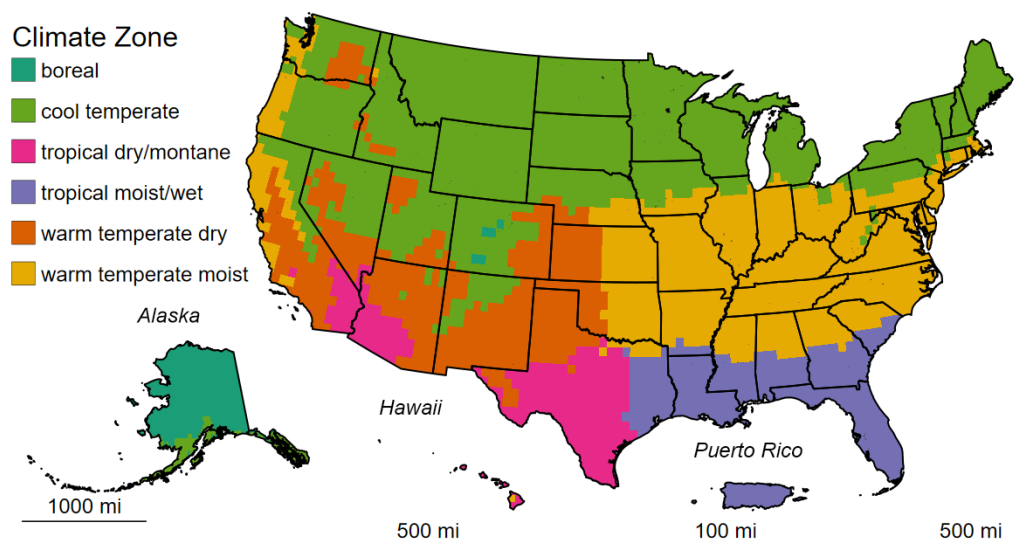 Climate Zone
boreal
cool temperate
tropical dry/montane
tropical moist/wet
warm temperate dry
warm temperate moist
Alaska
Hawaii
Puerto Rico
1000 mi
500 mi
100 mi
500 mi